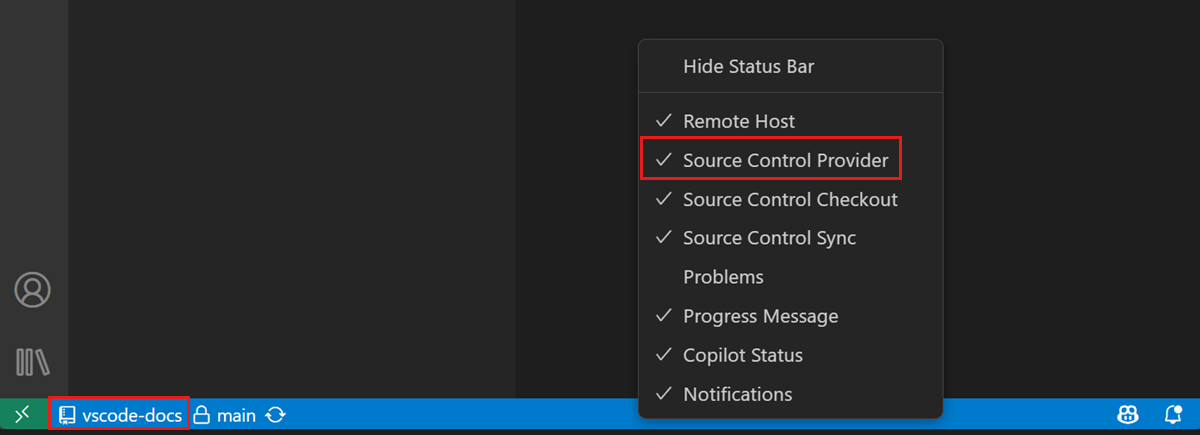 Hide Status Bar
Remote Host
Source Control Provider
Source Control Checkout
Source Control Sync
Problems
Progress Message
Copilot Status
Notifications
vscode-docs main